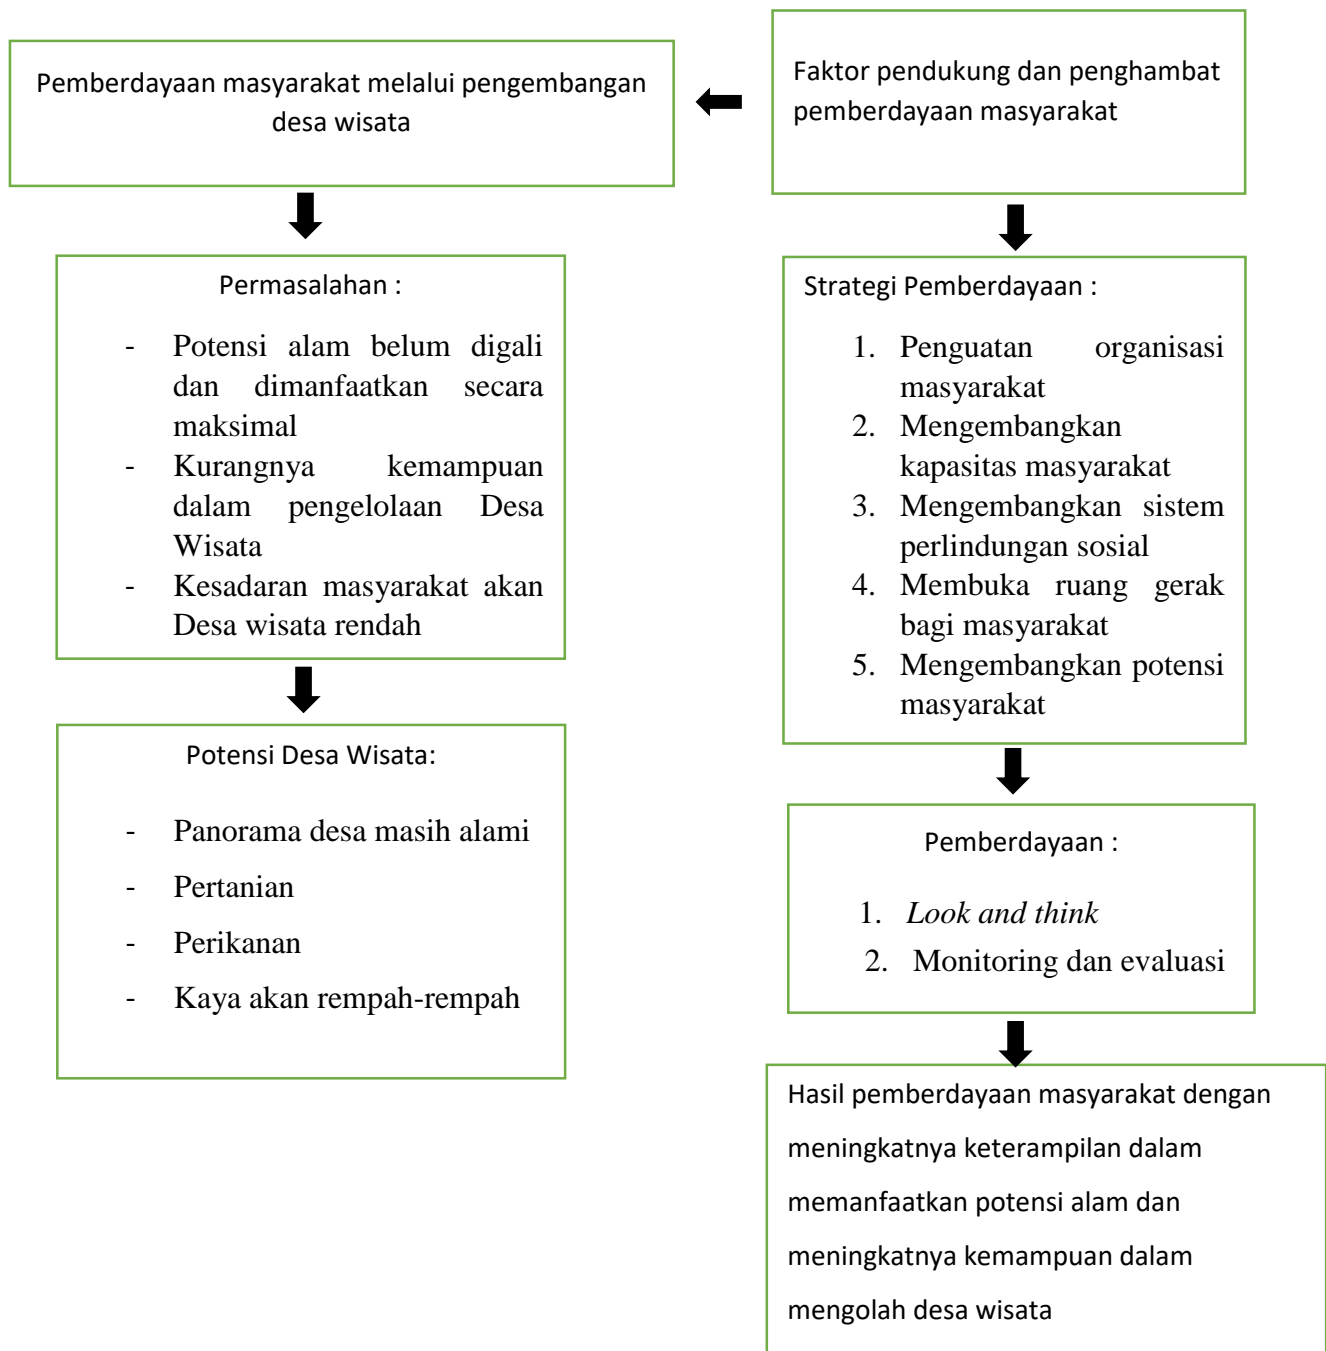 Pemberdayaan masyarakat melalui pengembangan
desa wisata
Faktor pendukung dan penghambat
pemberdayaan masyarakat
Permasalahan :
- Potensi alam belum digali
dan dimanfaatkan secara
maksimal
- Kurangnya kemampuan
dalam pengelolaan Desa
Wisata
- Kesadaran masyarakat akan
Desa wisata rendah
Potensi Desa Wisata:
- Panorama desa masih alami
- Pertanian
- Perikanan
- Kaya akan rempah-rempah
Strategi Pemberdayaan :
1. Penguatan organisasi
masyarakat
2. Mengembangkan
kapasitas masyarakat
3. Mengembangkan sistem
perlindungan sosial
4. Membuka ruang gerak
bagi masyarakat
5. Mengembangkan potensi
masyarakat
Pemberdayaan :
1. Look and think
2. Monitoring dan evaluasi
Hasil pemberdayaan masyarakat dengan
meningkatnya keterampilan dalam
memanfaatkan potensi alam dan
meningkatnya kemampuan dalam
mengolah desa wisata